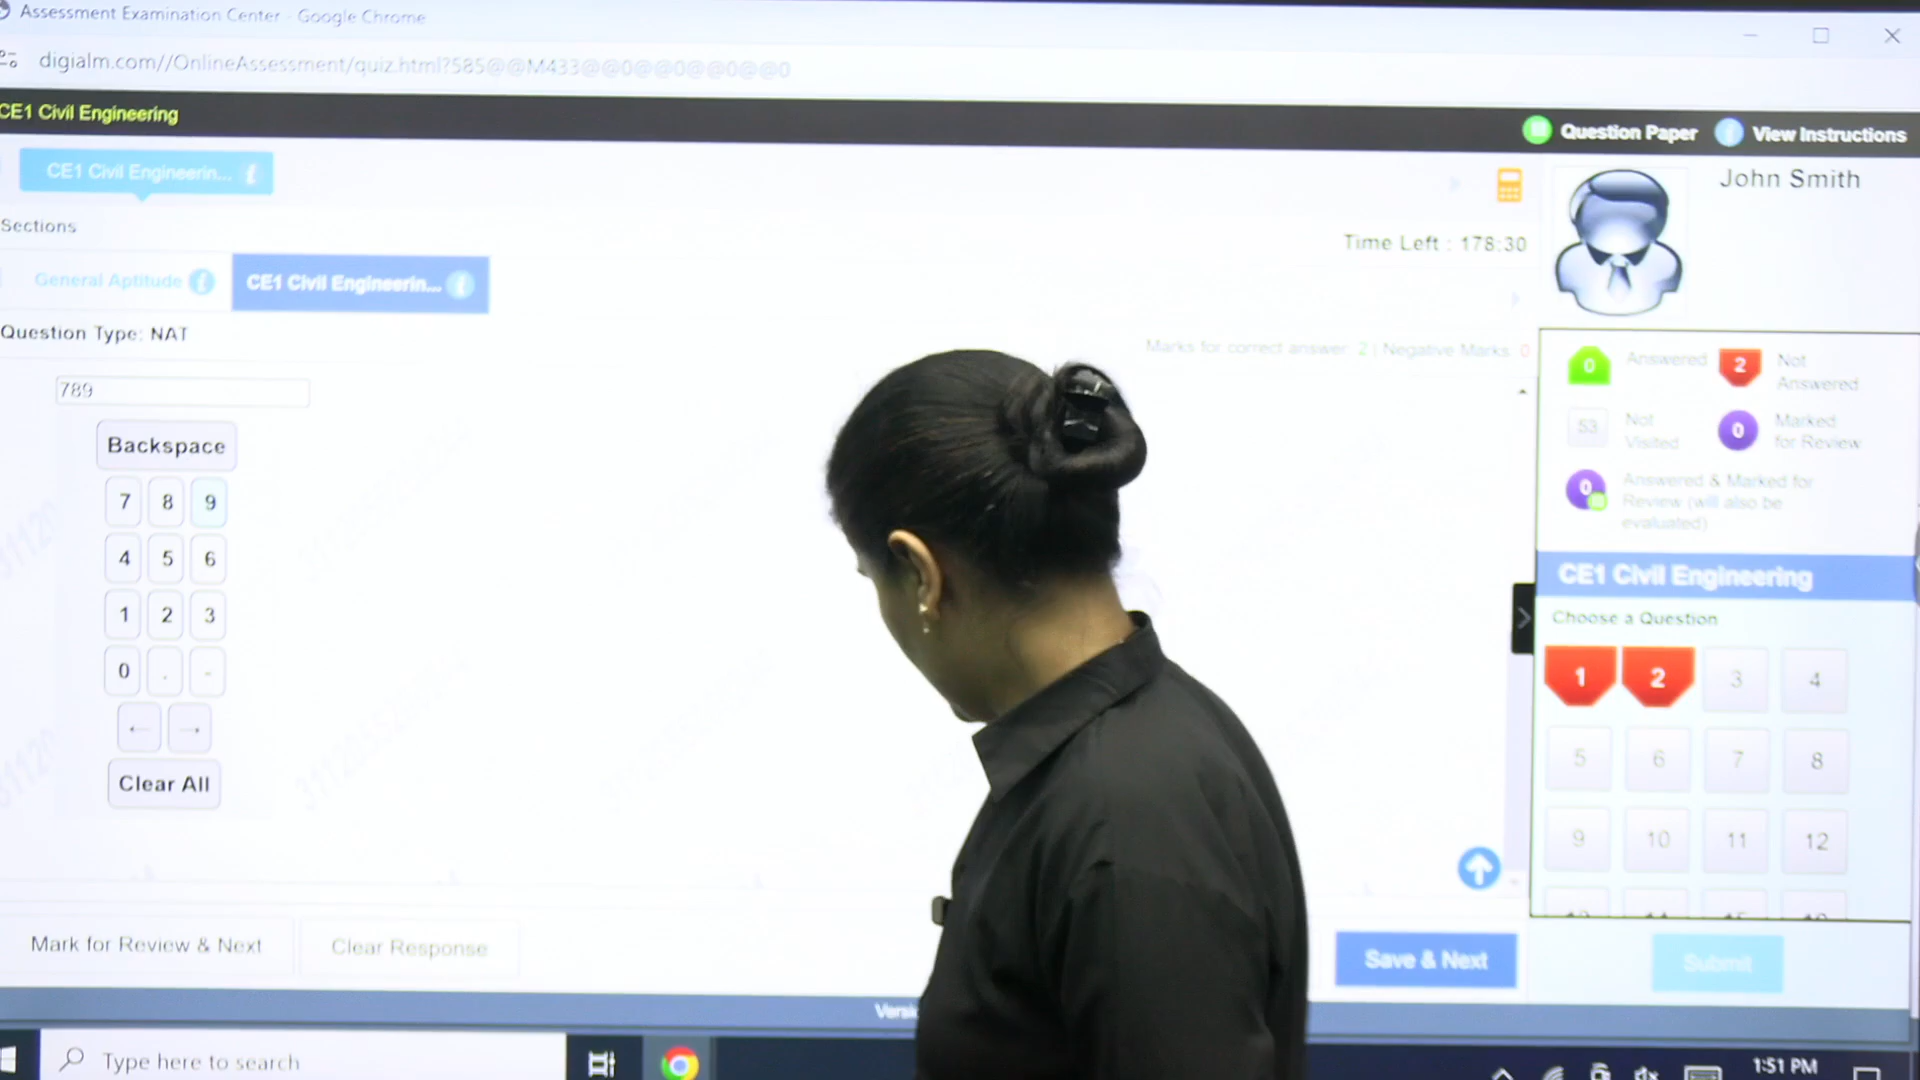 Assessment Examination Center - Google Chrome
digialm.com//OnlineAssessment/quiz.html?585@@M433@@0@@0@@0@@0
CE1 Civil Engineering
Question Paper
View Instructions
CE1 Civil Engineerin...
John Smith
Sections
Time Left : 178:30
General Aptitude
CE1 Civil Engineerin...
Question Type: NAT
Marks for correct answer: 2 | Negative Marks: 0
0 Answered
2 Not Answered
53 Not Visited
0 Marked for Review
0 Answered & Marked for Review (will also be evaluated)
789
Backspace
7 8 9
4 5 6
1 2 3
0 . -
← →
Clear All
CE1 Civil Engineering
Choose a Question
1 2 3 4
5 6 7 8
9 10 11 12
Mark for Review & Next
Clear Response
Save & Next
Submit
Type here to search
1:51 PM